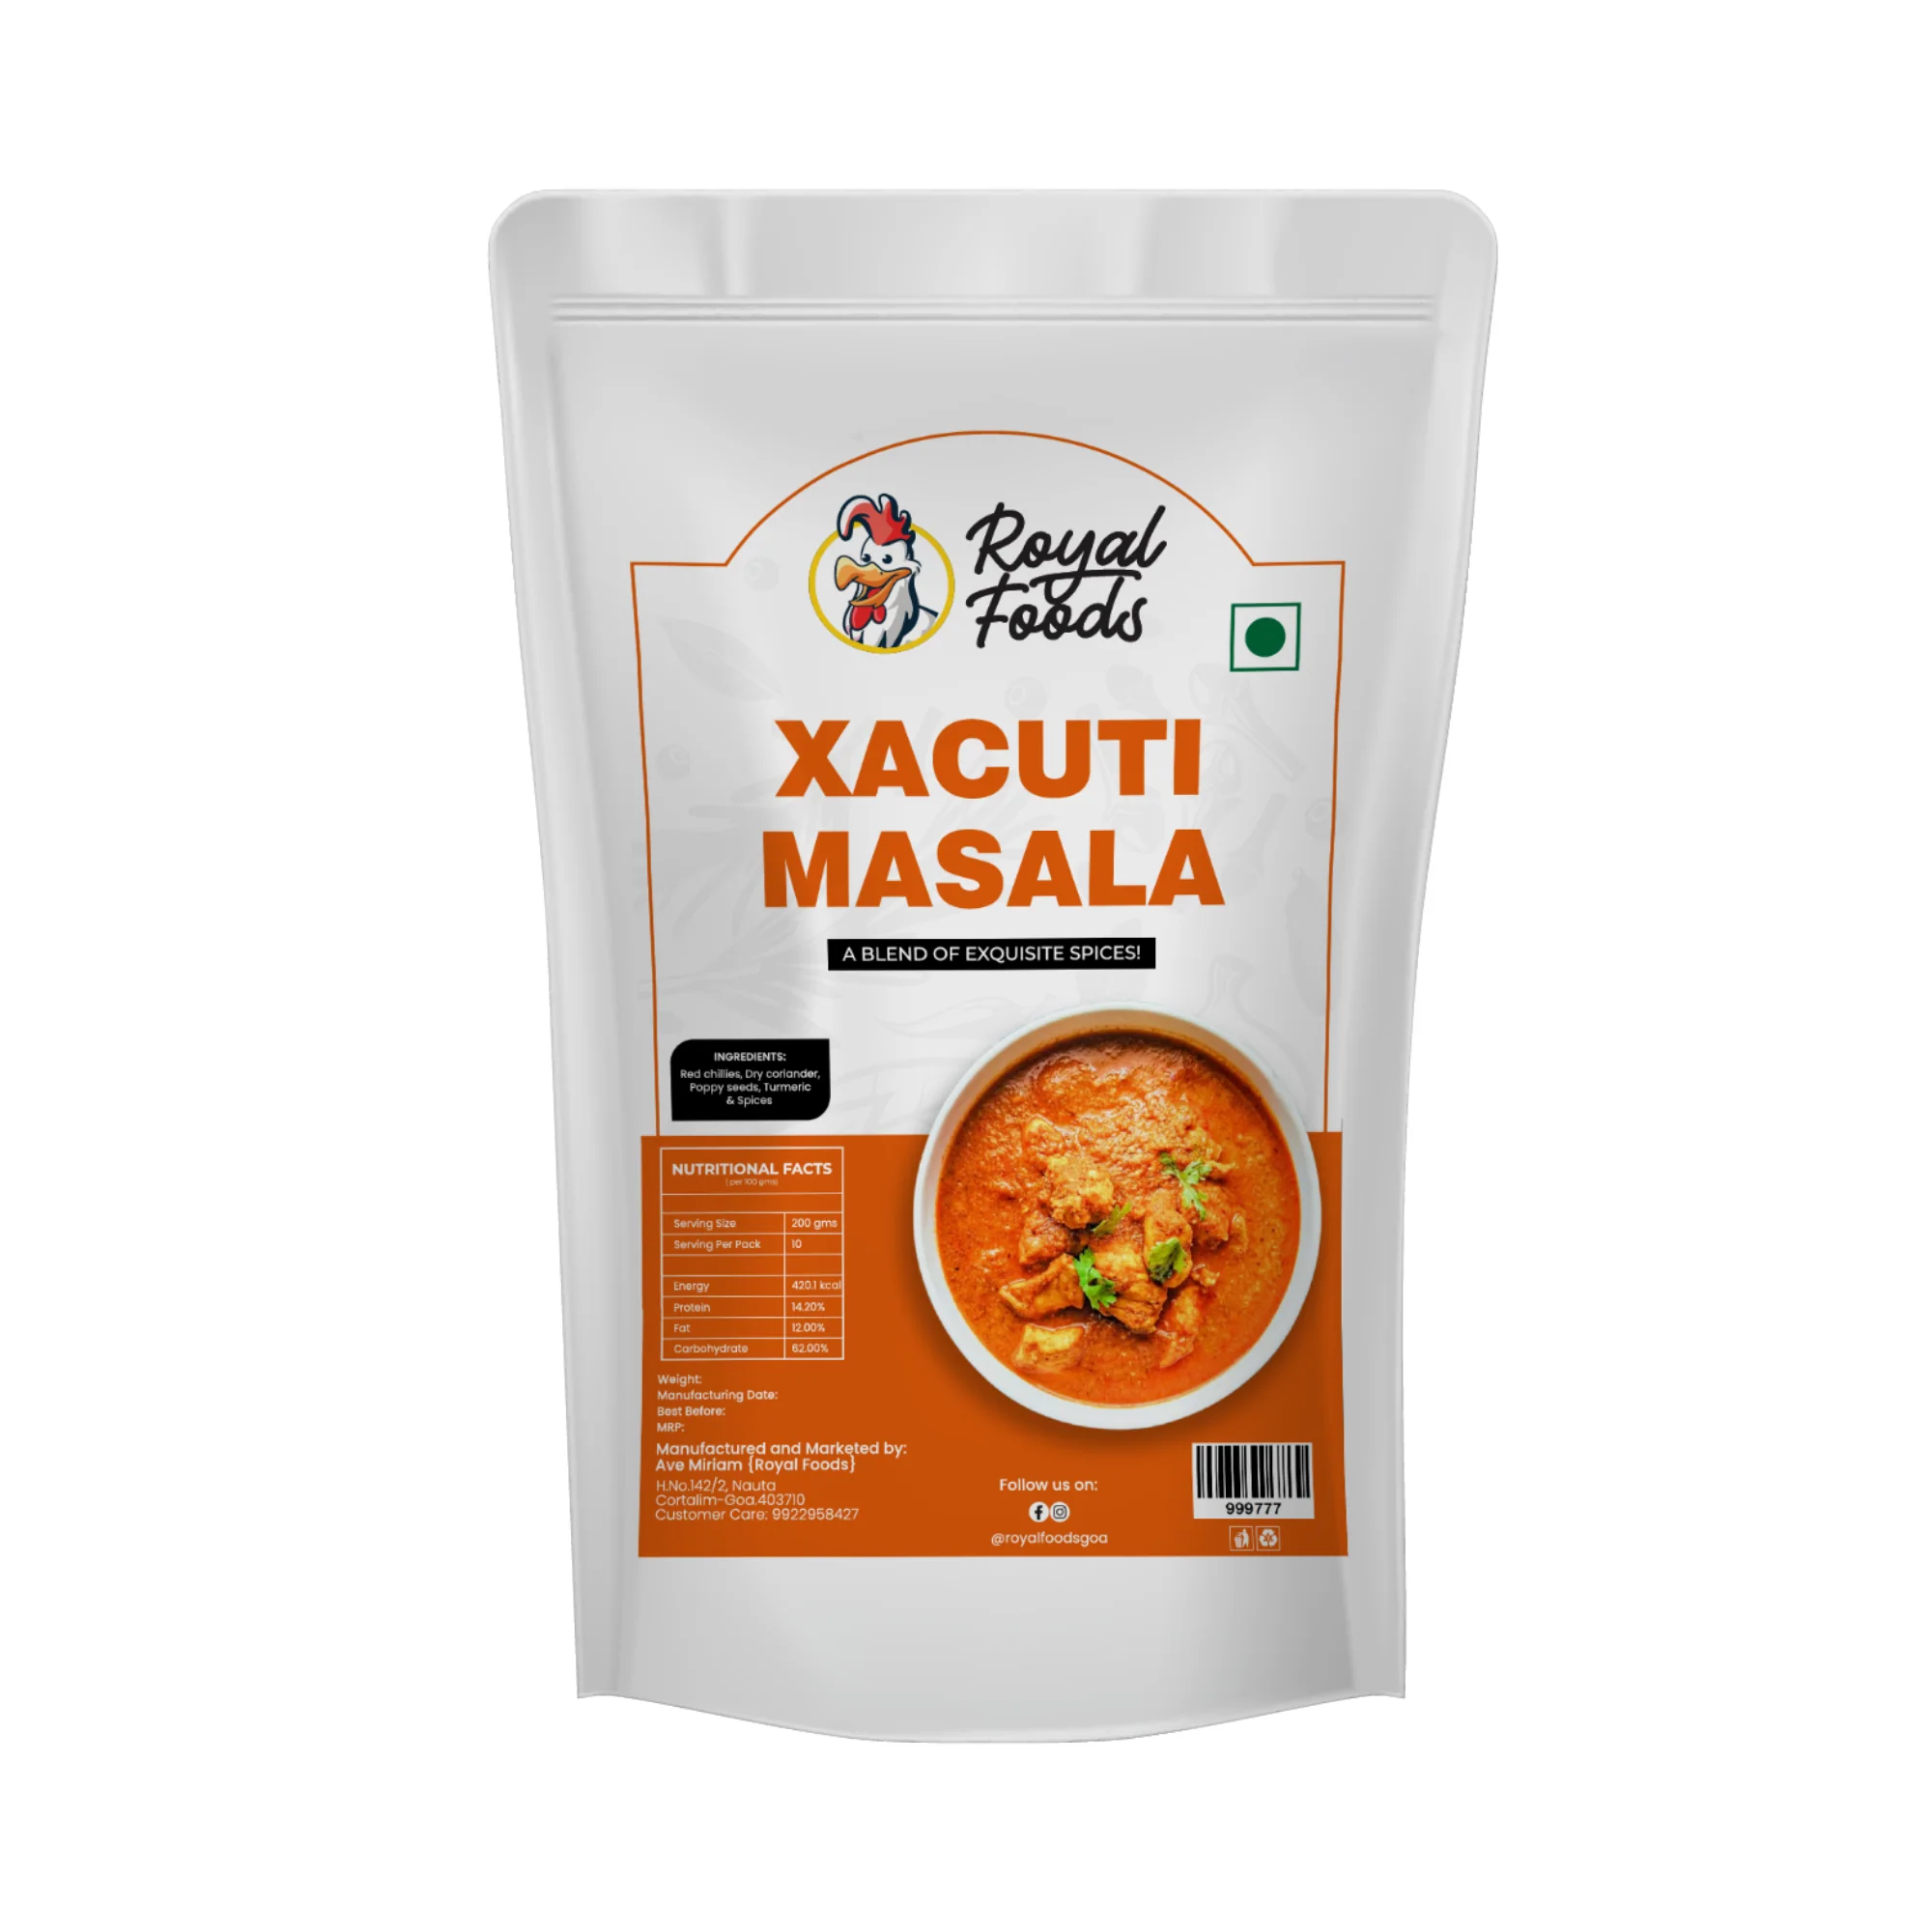 Royal
Foods
XACUTI
MASALA
A BLEND OF EXQUISITE SPICES!
INGREDIENTS:
Red chillies, Dry coriander,
Poppy seeds, Turmeric
& Spices
NUTRITIONAL FACTS
( per 100 gms)
Serving Size 200 gms
Serving Per Pack 10
Energy 420.1 kcal
Protein 14.20%
Fat 12.00%
Carbohydrate 62.00%
Weight:
Manufacturing Date:
Best Before:
MRP:
Manufactured and Marketed by:
Ave Miriam {Royal Foods}
H.No.142/2, Nauta
Cortalim-Goa.403710
Customer Care: 9922958427
Follow us on:
@royalfoodsgoa
999777